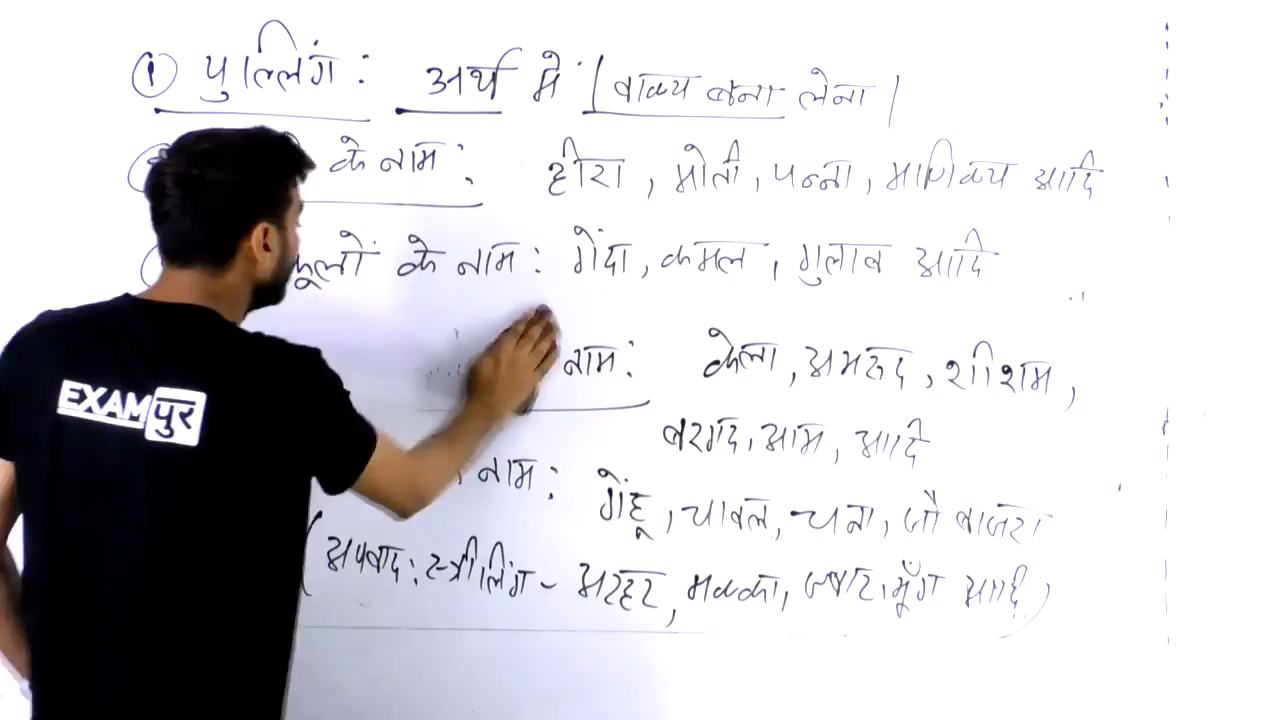 ① पुल्लिंग : अर्थ में | वाक्य बना लेना |
के नाम : हीरा , मोती , पन्ना , माणिक्य आदि
फूलों के नाम : गेंदा , कमल , गुलाब आदि
नाम : केला , अमरूद , शीशम ,
बरगद , आम , आदि
नाम : गेंहू , चावल , चना , जौ बाजरा
( अपवाद : स्त्रीलिंग - अरहर , मक्का , ज्वार , मूँग आदि )
EXAM पुर